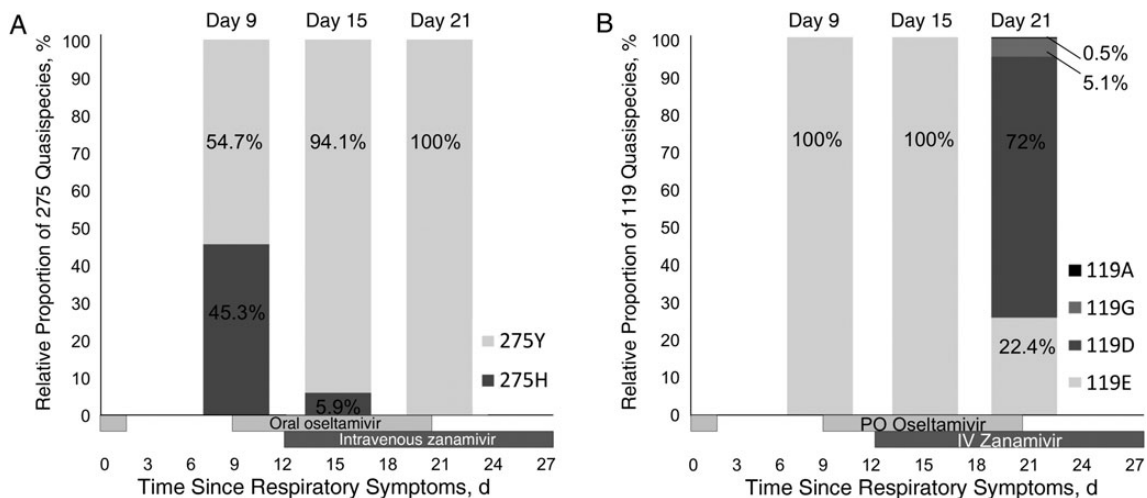 A
Day 9 Day 15 Day 21
Relative Proportion of 275 Quasispecies, %
100
90
80
70
60
50
40
30
20
10
0
54.7% 94.1% 100%
45.3%
5.9%
275Y
275H
Oral oseltamivir
Intravenous zanamivir
0 3 6 9 12 15 18 21 24 27
Time Since Respiratory Symptoms, d
B
Day 9 Day 15 Day 21
Relative Proportion of 119 Quasispecies, %
100
90
80
70
60
50
40
30
20
10
0
0.5%
5.1%
100% 100% 72%
22.4%
119A
119G
119D
119E
PO Oseltamivir
IV Zanamivir
0 3 6 9 12 15 18 21 24 27
Time Since Respiratory Symptoms, d